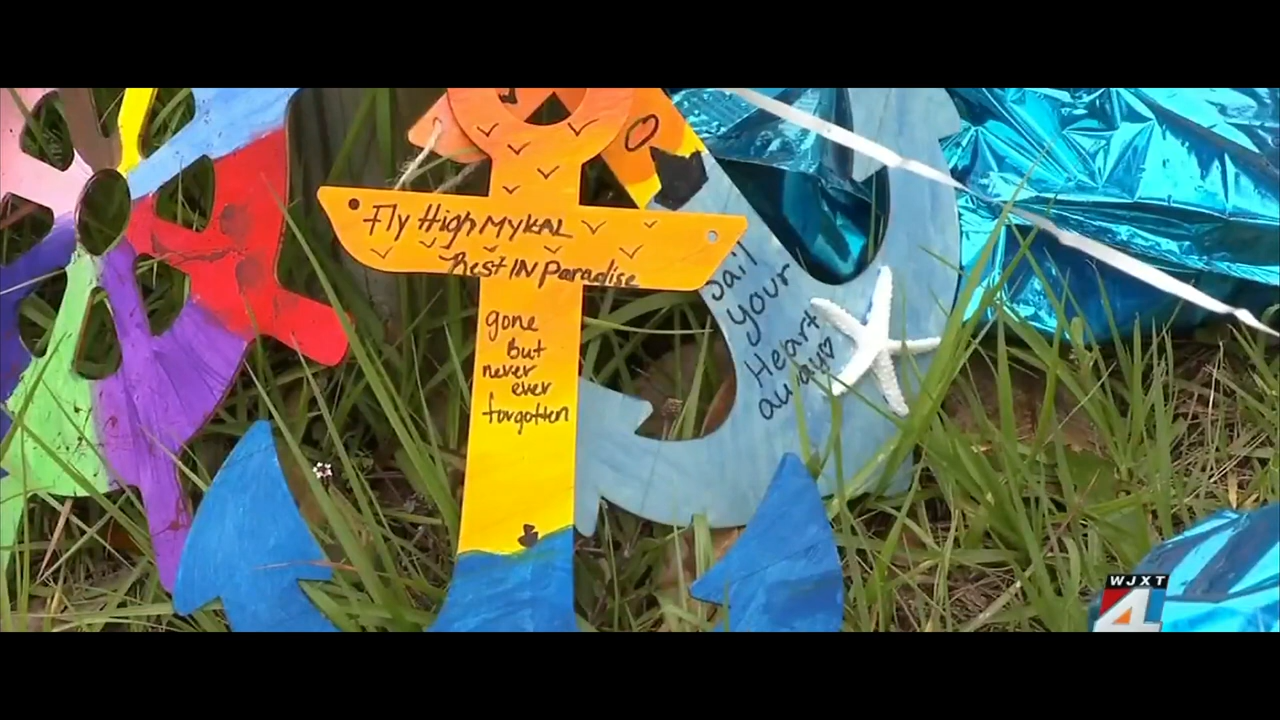 Fly High MYKAL
Rest IN Paradise
gone
But
never
ever
forgotten
Sail
your
Heart
away
WJXT
4